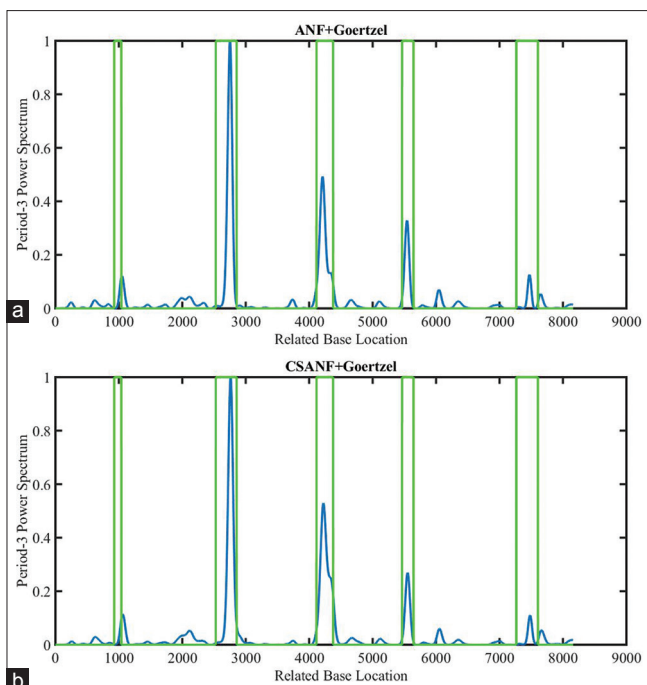 ANF+Goertzel
1
0.8
0.6
0.4
0.2
0
Period-3 Power Spectrum
0 1000 2000 3000 4000 5000 6000 7000 8000 9000
Related Base Location
a
CSANF+Goertzel
1
0.8
0.6
0.4
0.2
0
Period-3 Power Spectrum
0 1000 2000 3000 4000 5000 6000 7000 8000 9000
Related Base Location
b